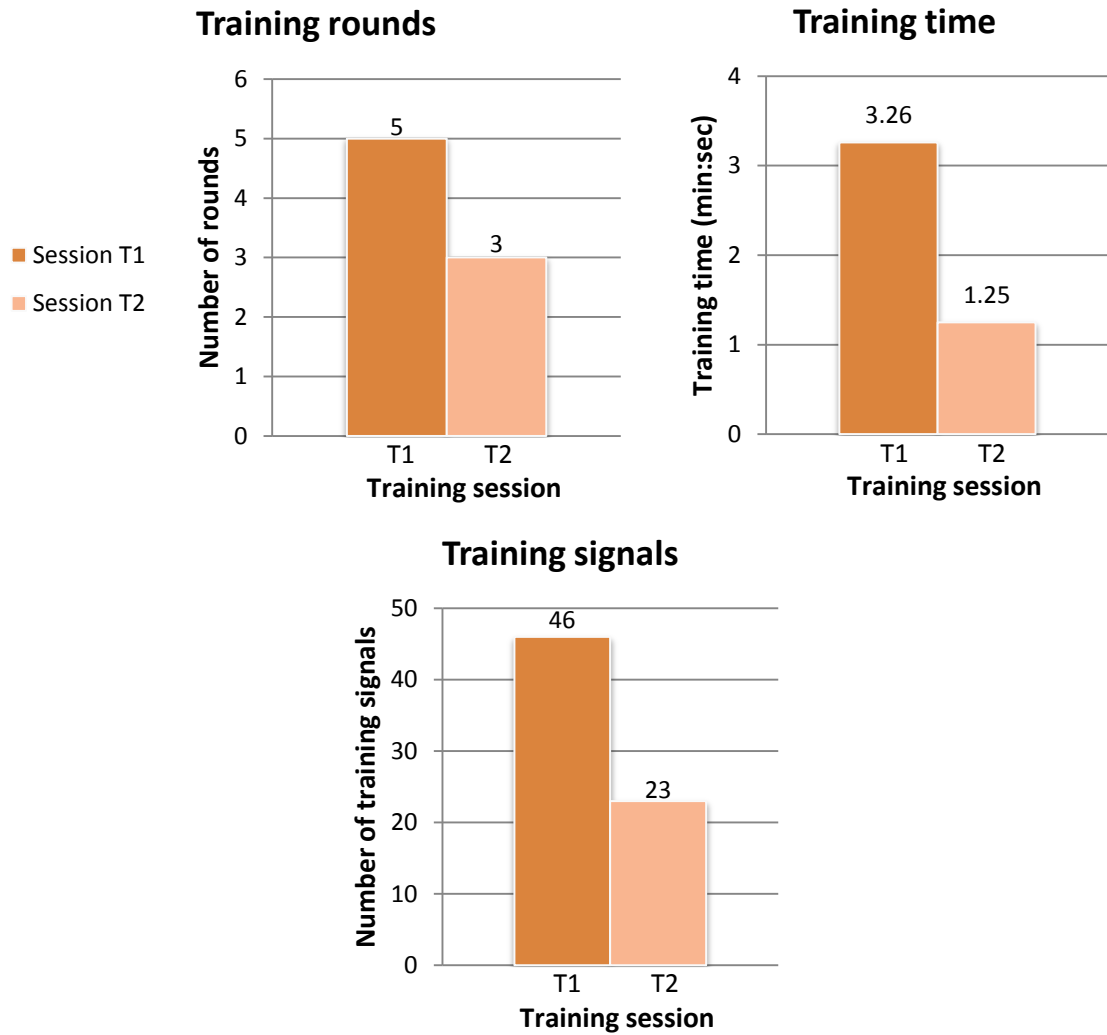 Training rounds
6
5
4
3
2
1
0
5
3
T1
T2
Number of rounds
Training session
Session T1
Session T2
Training time
4
3
2
1
0
3.26
1.25
T1
T2
Training time (min:sec)
Training session
Training signals
50
40
30
20
10
0
46
23
T1
T2
Number of training signals
Training session